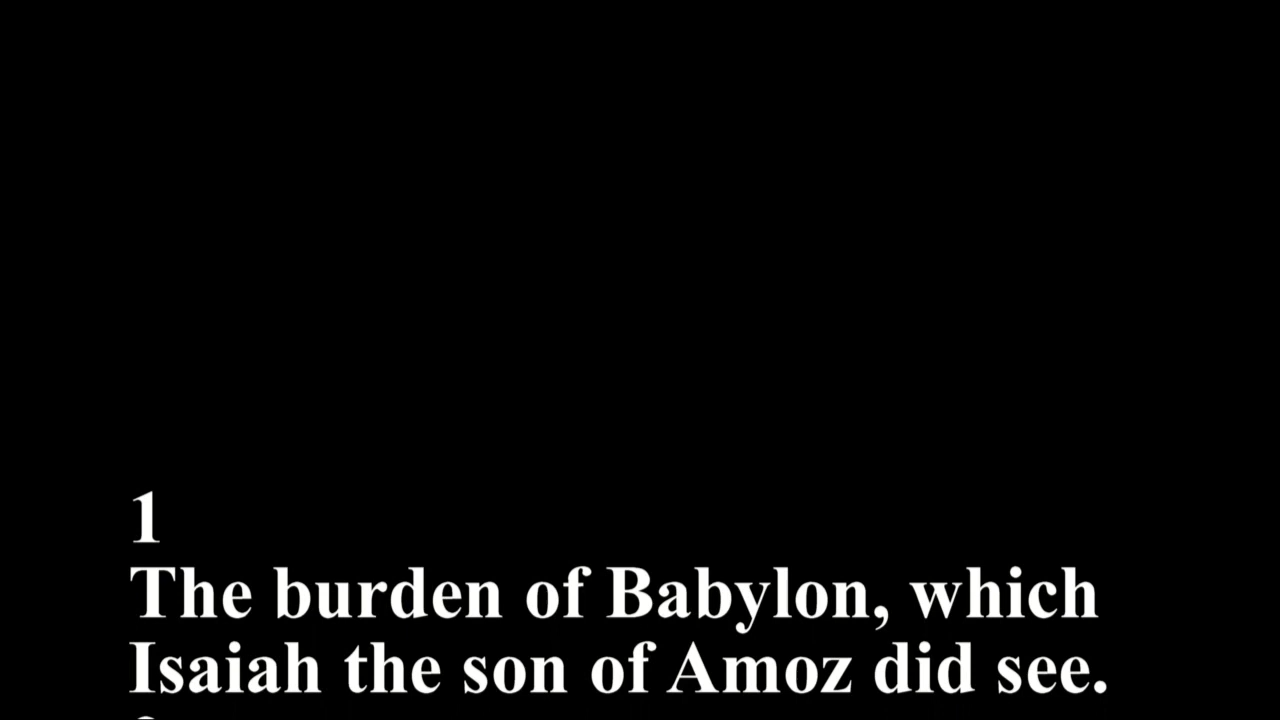 1
The burden of Babylon, which
Isaiah the son of Amoz did see.